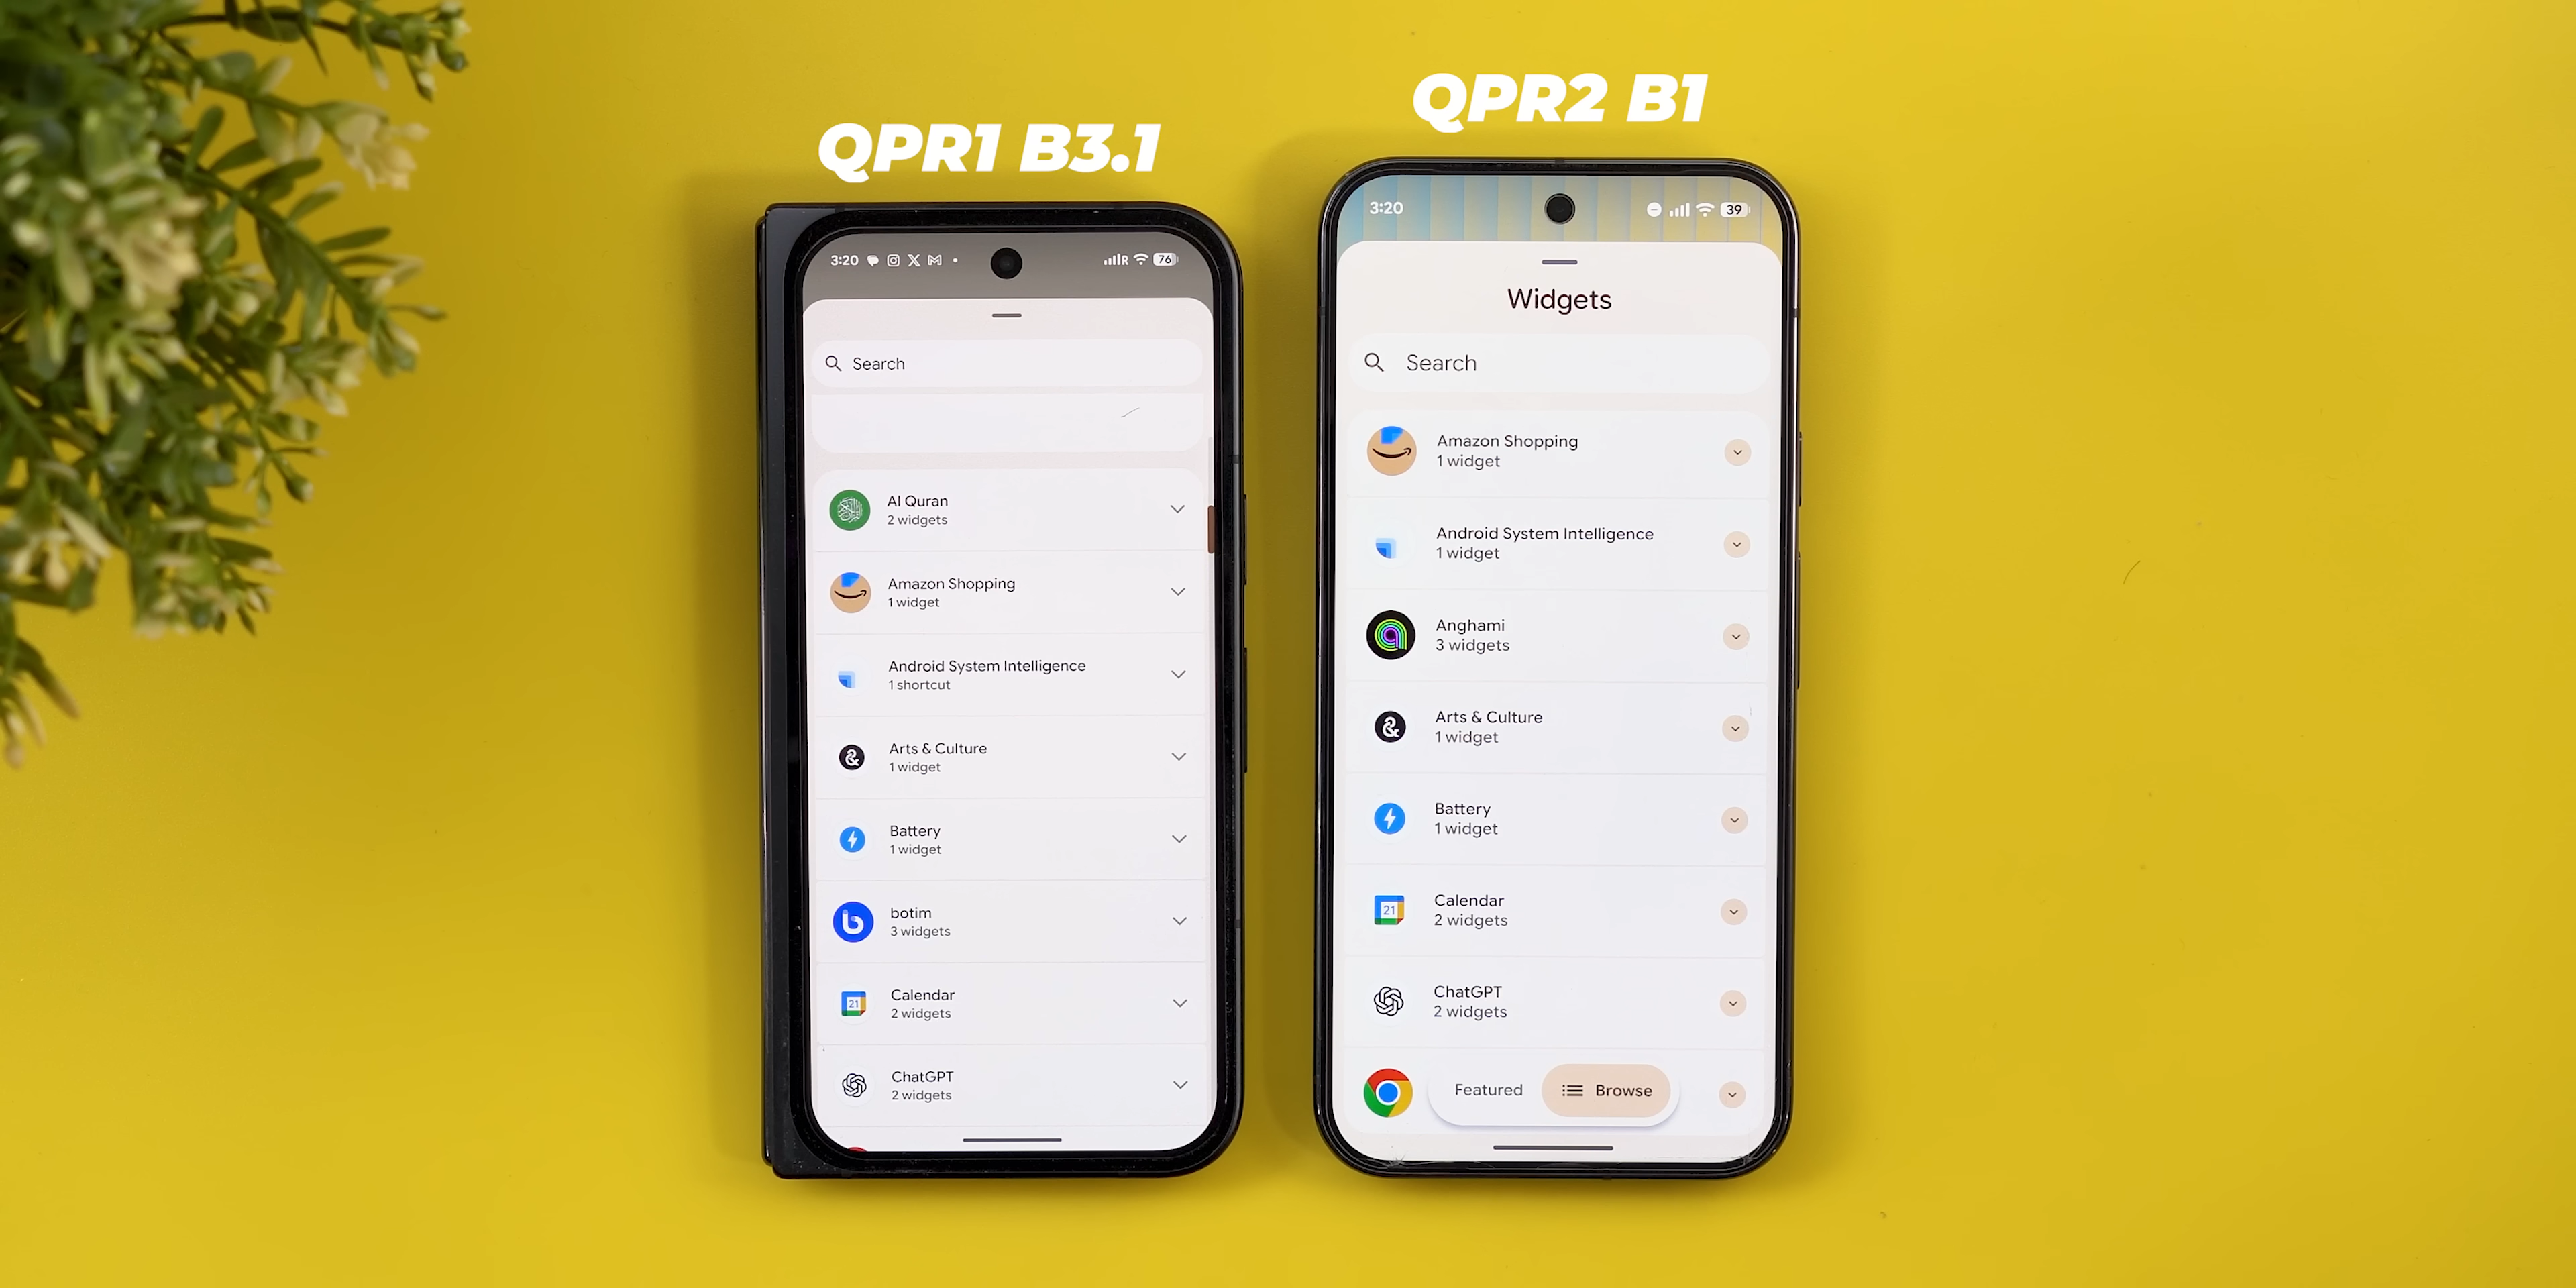 QPR1 B3.1
3:20
R
76
Search
Al Quran
2 widgets
Amazon Shopping
1 widget
Android System Intelligence
1 shortcut
Arts & Culture
1 widget
Battery
1 widget
botim
3 widgets
21
Calendar
2 widgets
ChatGPT
2 widgets
QPR2 B1
3:20
39
Widgets
Search
Amazon Shopping
1 widget
Android System Intelligence
1 widget
Anghami
3 widgets
Arts & Culture
1 widget
Battery
1 widget
21
Calendar
2 widgets
ChatGPT
2 widgets
Featured
Browse